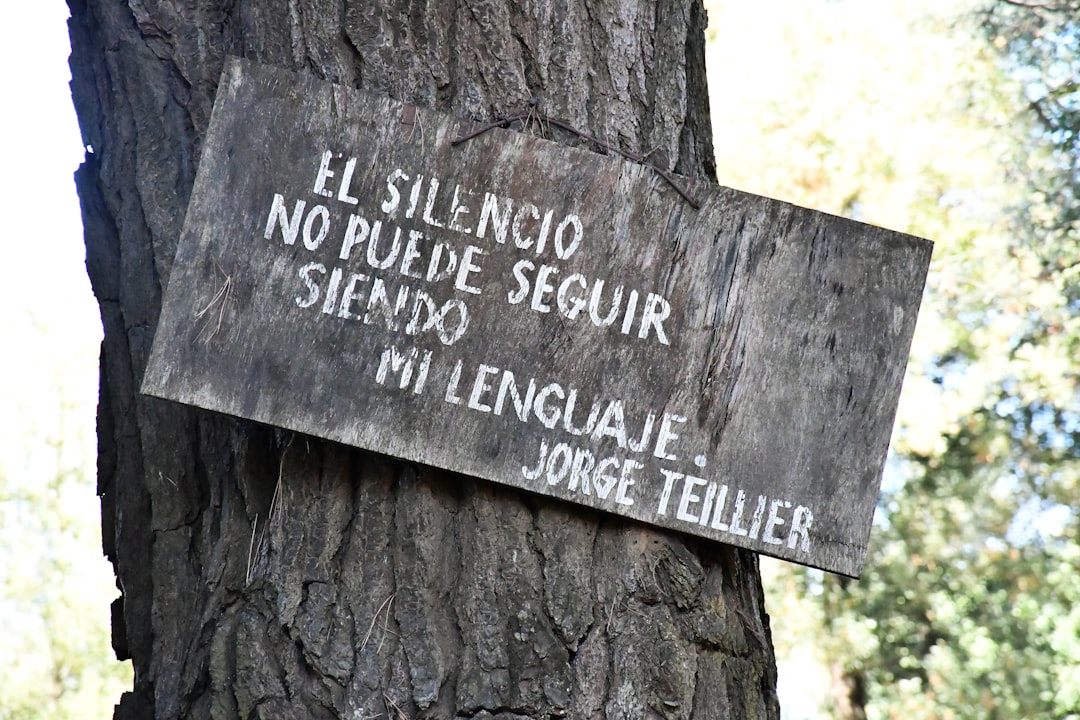 EL SILENCIO
NO PUEDE SEGUIR
SIENDO
MI LENGUAJE.
JORGE TEILLIER